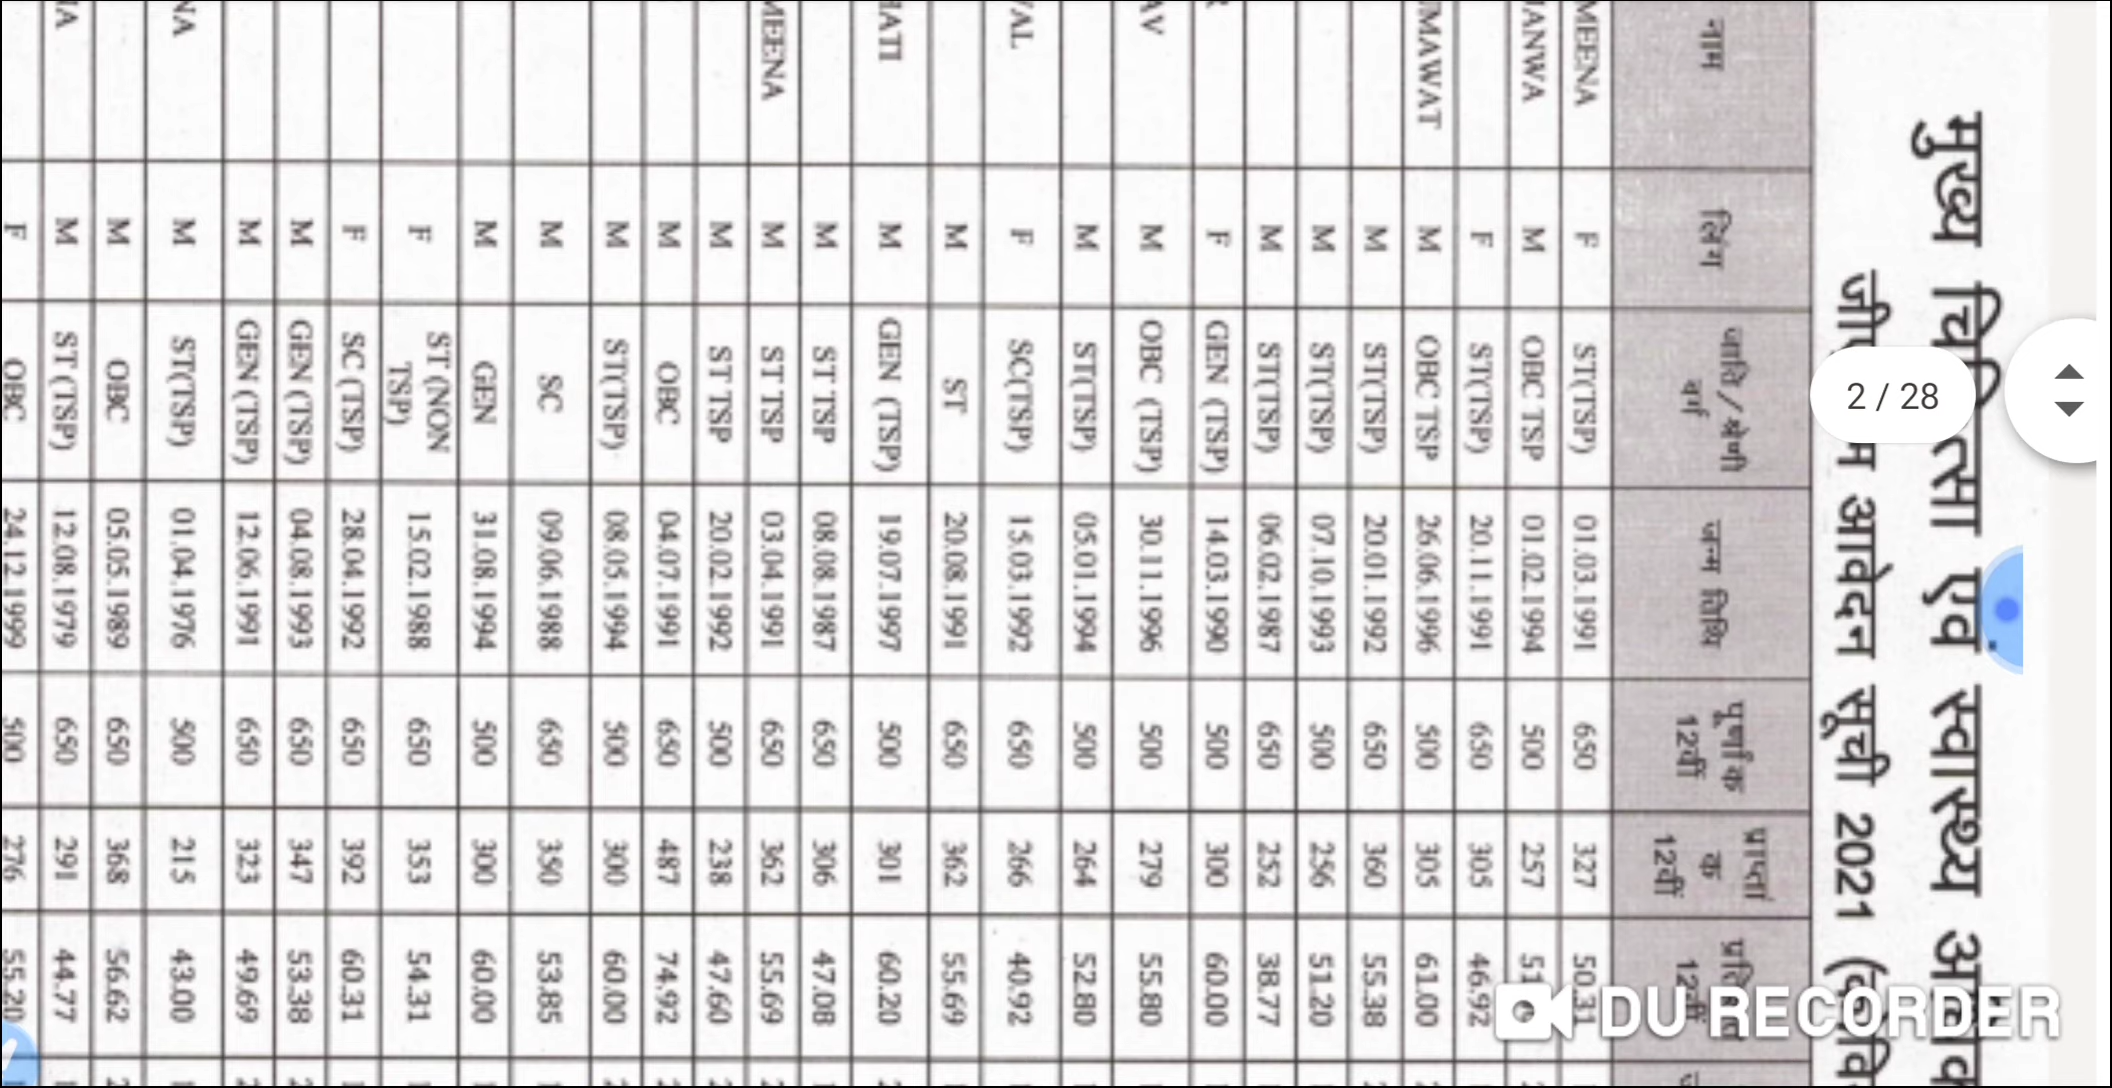 मुख्य चिकित्सा एवं स्वास्थ्य
आवेदन सूची 2021
2 / 28
नाम लिंग जाति/श्रेणी वर्ग जन्म तिथि पूर्णांक 12वीं प्राप्तांक 12वीं
MEENA F ST(TSP) 01.03.1991 650 327 50.31
M OBC TSP 01.02.1994 500 257
F ST(TSP) 20.11.1991 650 305 46.92
M OBC TSP 26.06.1996 500 305 61.00
M ST(TSP) 20.01.1992 650 360 55.38
M ST(TSP) 07.10.1993 500 256 51.20
M ST(TSP) 06.02.1987 650 252 38.77
F GEN (TSP) 14.03.1990 500 300 60.00
M OBC (TSP) 30.11.1996 500 279 55.80
M ST(TSP) 05.01.1994 500 264 52.80
F SC(TSP) 15.03.1992 650 266 40.92
M ST 20.08.1991 650 362 55.69
M GEN (TSP) 19.07.1997 500 301 60.20
M ST TSP 08.08.1987 650 306 47.08
MEENA M ST TSP 03.04.1991 650 362 55.69
M ST TSP 20.02.1992 500 238 47.60
M OBC 04.07.1991 650 487 74.92
M ST(TSP) 08.05.1994 500 300 60.00
M SC 09.06.1988 650 350 53.85
M GEN 31.08.1994 500 300 60.00
F ST (NON TSP) 15.02.1988 650 353 54.31
F SC (TSP) 28.04.1992 650 392 60.31
M GEN (TSP) 04.08.1993 650 347 53.38
M GEN (TSP) 12.06.1991 650 323 49.69
M ST(TSP) 01.04.1976 500 215 43.00
M OBC 05.05.1989 650 368 56.62
M ST (TSP) 12.08.1979 650 291 44.77
F OBC 24.12.1999 500 276 55.20
DU RECORDER